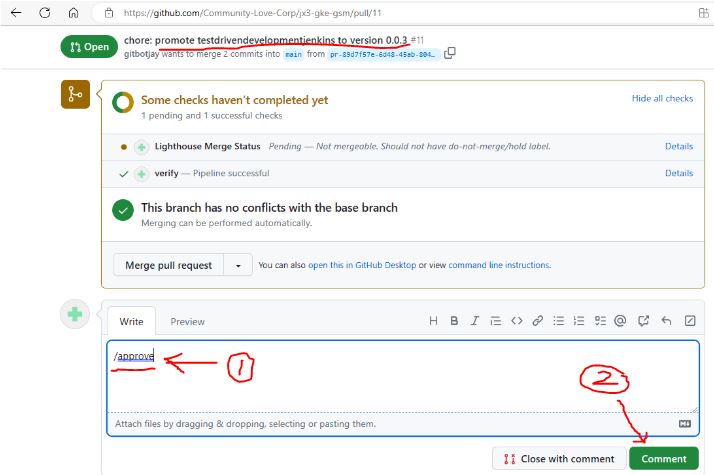 https://github.com/Community-Love-Corp/jx3-gke-gsm/pull/11
Open
chore: promote testdrivendevelopmentjenkins to version 0.0.3 #11
gitbotjay wants to merge 2 commits into main from pr-89d7f57e-6d48-45ab-804...
Some checks haven't completed yet
Hide all checks
1 pending and 1 successful checks
Lighthouse Merge Status Pending — Not mergeable. Should not have do-not-merge/hold label. Details
verify — Pipeline successful Details
This branch has no conflicts with the base branch
Merging can be performed automatically.
Merge pull request
You can also open this in GitHub Desktop or view command line instructions.
Write Preview
/approve
1
2
Attach files by dragging & dropping, selecting or pasting them.
Close with comment Comment